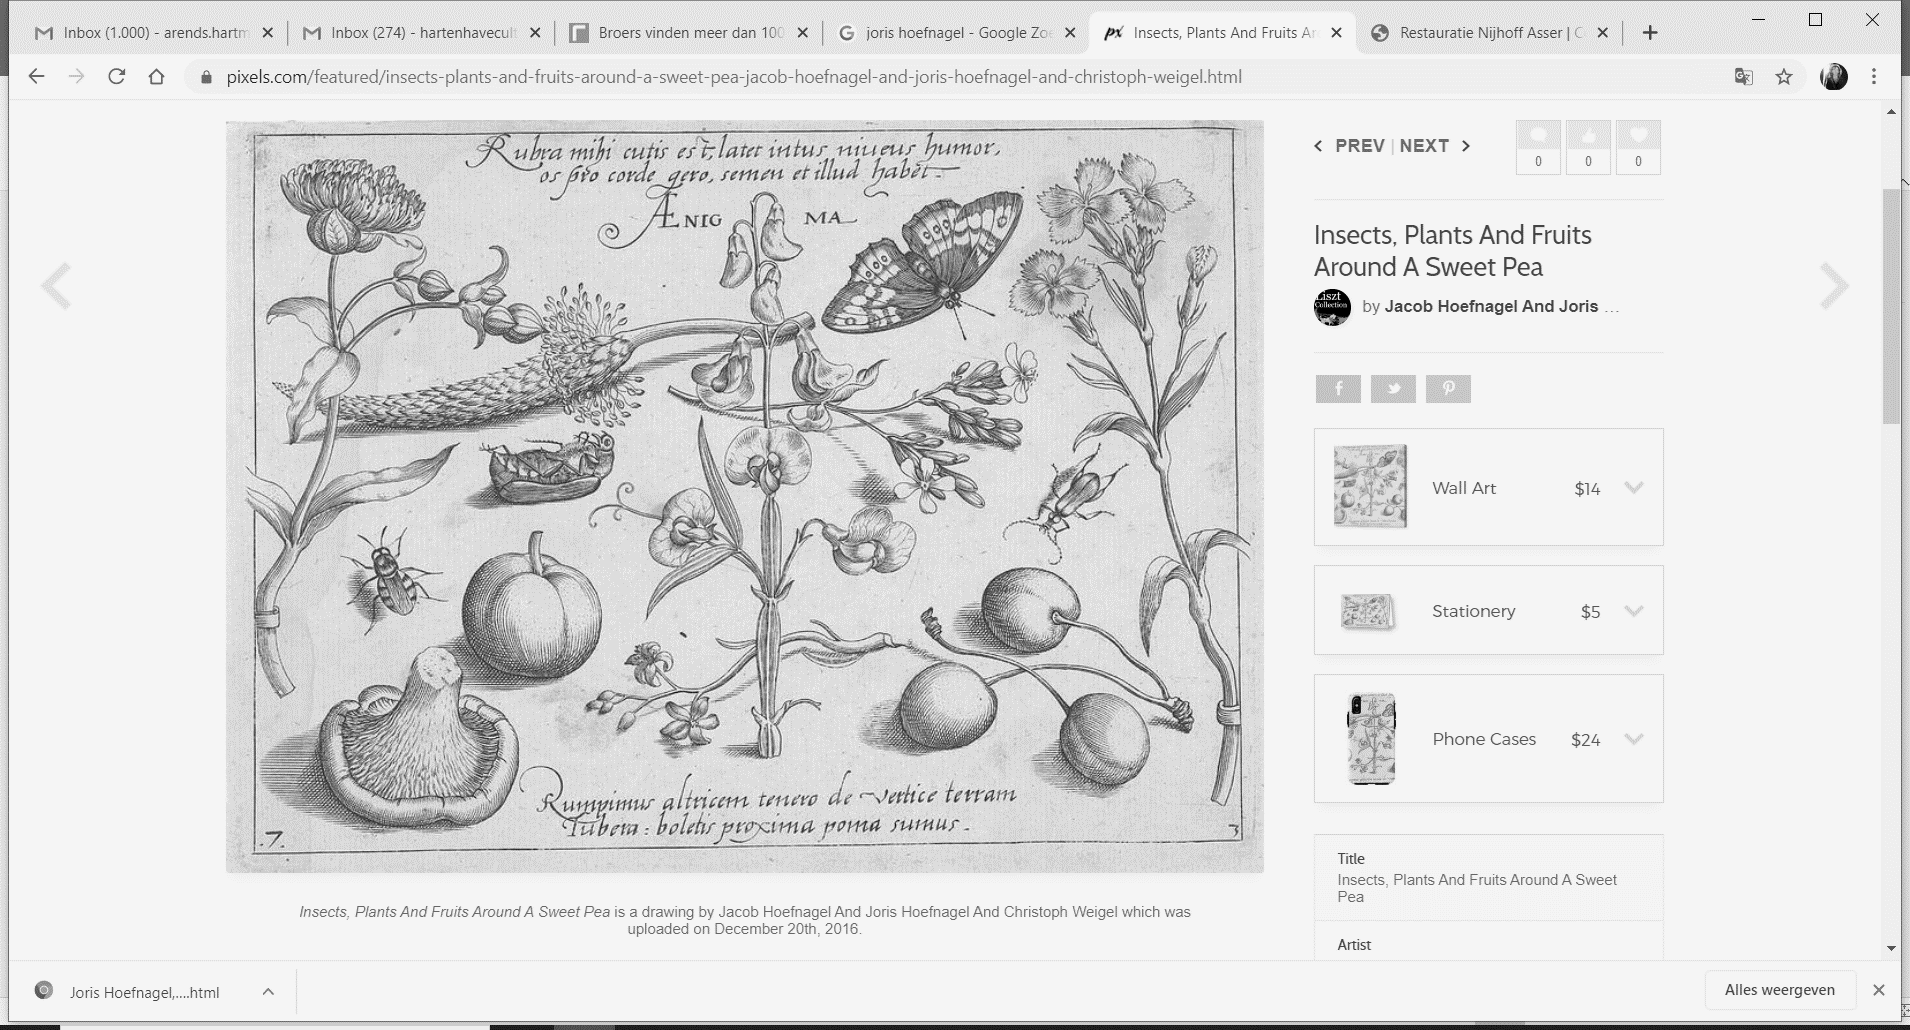 Inbox (1.000) - arends.hartm
Inbox (274) - hartenhavecult
Broers vinden meer dan 100
joris hoefnagel - Google Zoe
px Insects, Plants And Fruits Ar
Restauratie Nijhoff Asser | C
pixels.com/featured/insects-plants-and-fruits-around-a-sweet-pea-jacob-hoefnagel-and-joris-hoefnagel-and-christoph-weigel.html
Rubra mihi cutis est, latet intus niueus humor,
os pro corde gero, semen et illud habet.
ÆNIG MA
Rumpimus altricem tenero de vertice terram
Tubera: boletis proxima poma sumus.
7.
3
PREV | NEXT
0 0 0
Insects, Plants And Fruits
Around A Sweet Pea
Liszt
Collection
by Jacob Hoefnagel And Joris ...
Wall Art $14
Stationery $5
Phone Cases $24
Title
Insects, Plants And Fruits Around A Sweet
Pea
Artist
Insects, Plants And Fruits Around A Sweet Pea is a drawing by Jacob Hoefnagel And Joris Hoefnagel And Christoph Weigel which was
uploaded on December 20th, 2016.
Joris Hoefnagel,....html
Alles weergeven